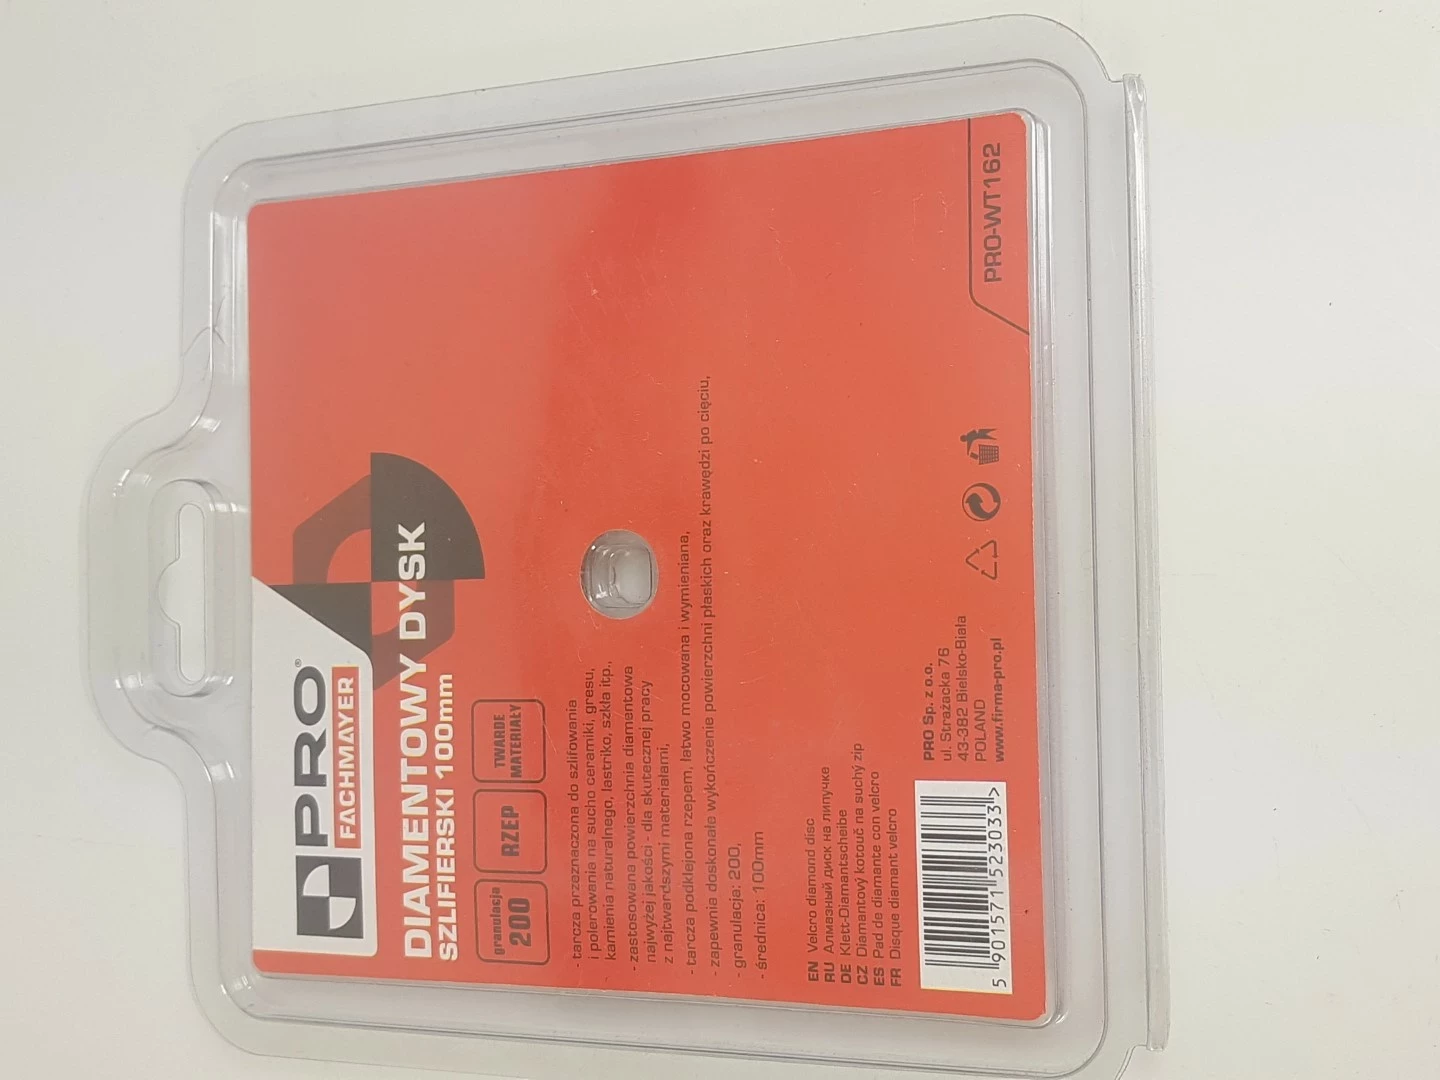 PRO®
FACHMAYER
DIAMENTOWY DYSK
SZLIFIERSKI 100mm
granulacja
200
RZEP
TWARDE
MATERIAŁY
- tarcza przeznaczona do szlifowania
i polerowania na sucho ceramiki, gresu,
kamienia naturalnego, lastriko, szkła itp.,
- zastosowana powierzchnia diamentowa
najwyżej jakości - dla skutecznej pracy
z najtwardszymi materiałami,
- tarcza podklejona rzepem, łatwo mocowana i wymieniana,
- zapewnia doskonałe wykończenie powierzchni płaskich oraz krawędzi po cięciu,
- granulacja: 200,
- średnica: 100mm
EN Velcro diamond disc
RU Алмазный диск на липучке
DE Klett-Diamantscheibe
CZ Diamantový kotouč na suchý zip
ES Pad de diamante con velcro
FR Disque diamant velcro
5 901571 523033 >
PRO Sp. z o.o.
ul. Strażacka 76
43-382 Bielsko-Biała
POLAND
www.firma-pro.pl
PRO-WT162